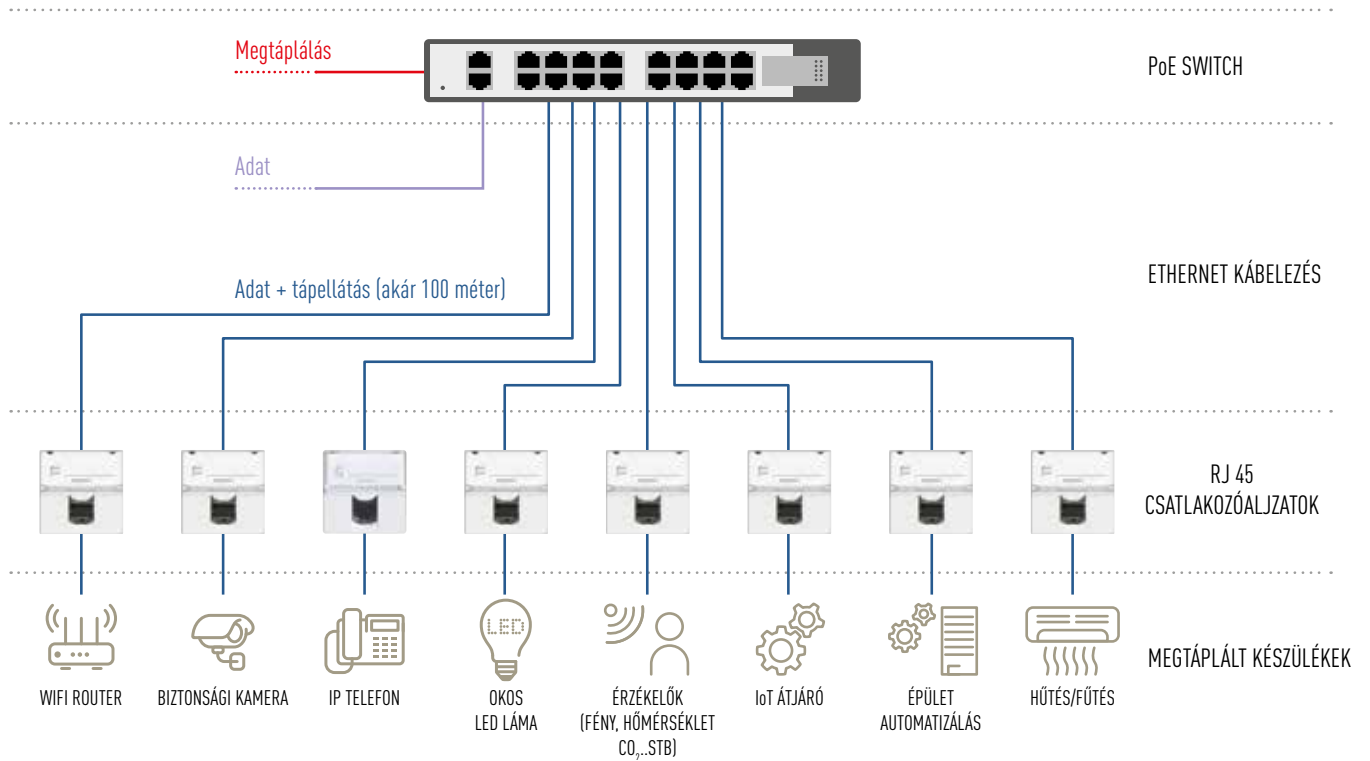 Megtáplálás
PoE SWITCH
Adat
Adat + tápellátás (akár 100 méter)
ETHERNET KÁBELEZÉS
RJ 45
CSATLAKOZÓALJZATOK
LED
MEGTÁPLÁLT KÉSZÜLÉKEK
WIFI ROUTER
BIZTONSÁGI KAMERA
IP TELEFON
OKOS
LED LÁMA
ÉRZÉKELŐK
(FÉNY, HŐMÉRSÉKLET
CO₂..STB)
IoT ÁTJÁRÓ
ÉPÜLET
AUTOMATIZÁLÁS
HŰTÉS/FŰTÉS